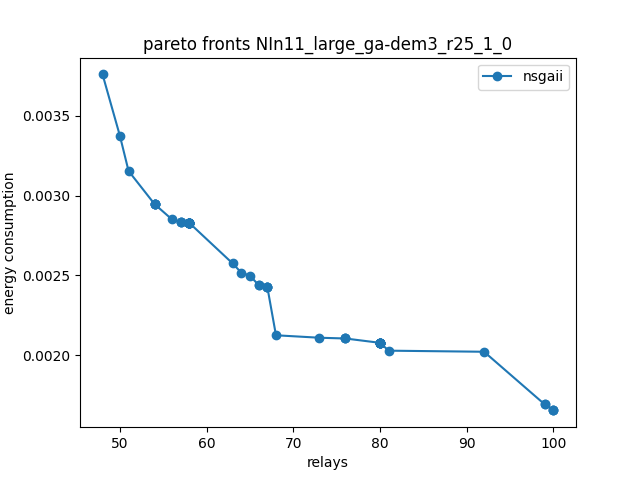 pareto fronts NIn11_large_ga-dem3_r25_1_0
nsgaii
energy consumption
0.0035
0.0030
0.0025
0.0020
50 60 70 80 90 100
relays